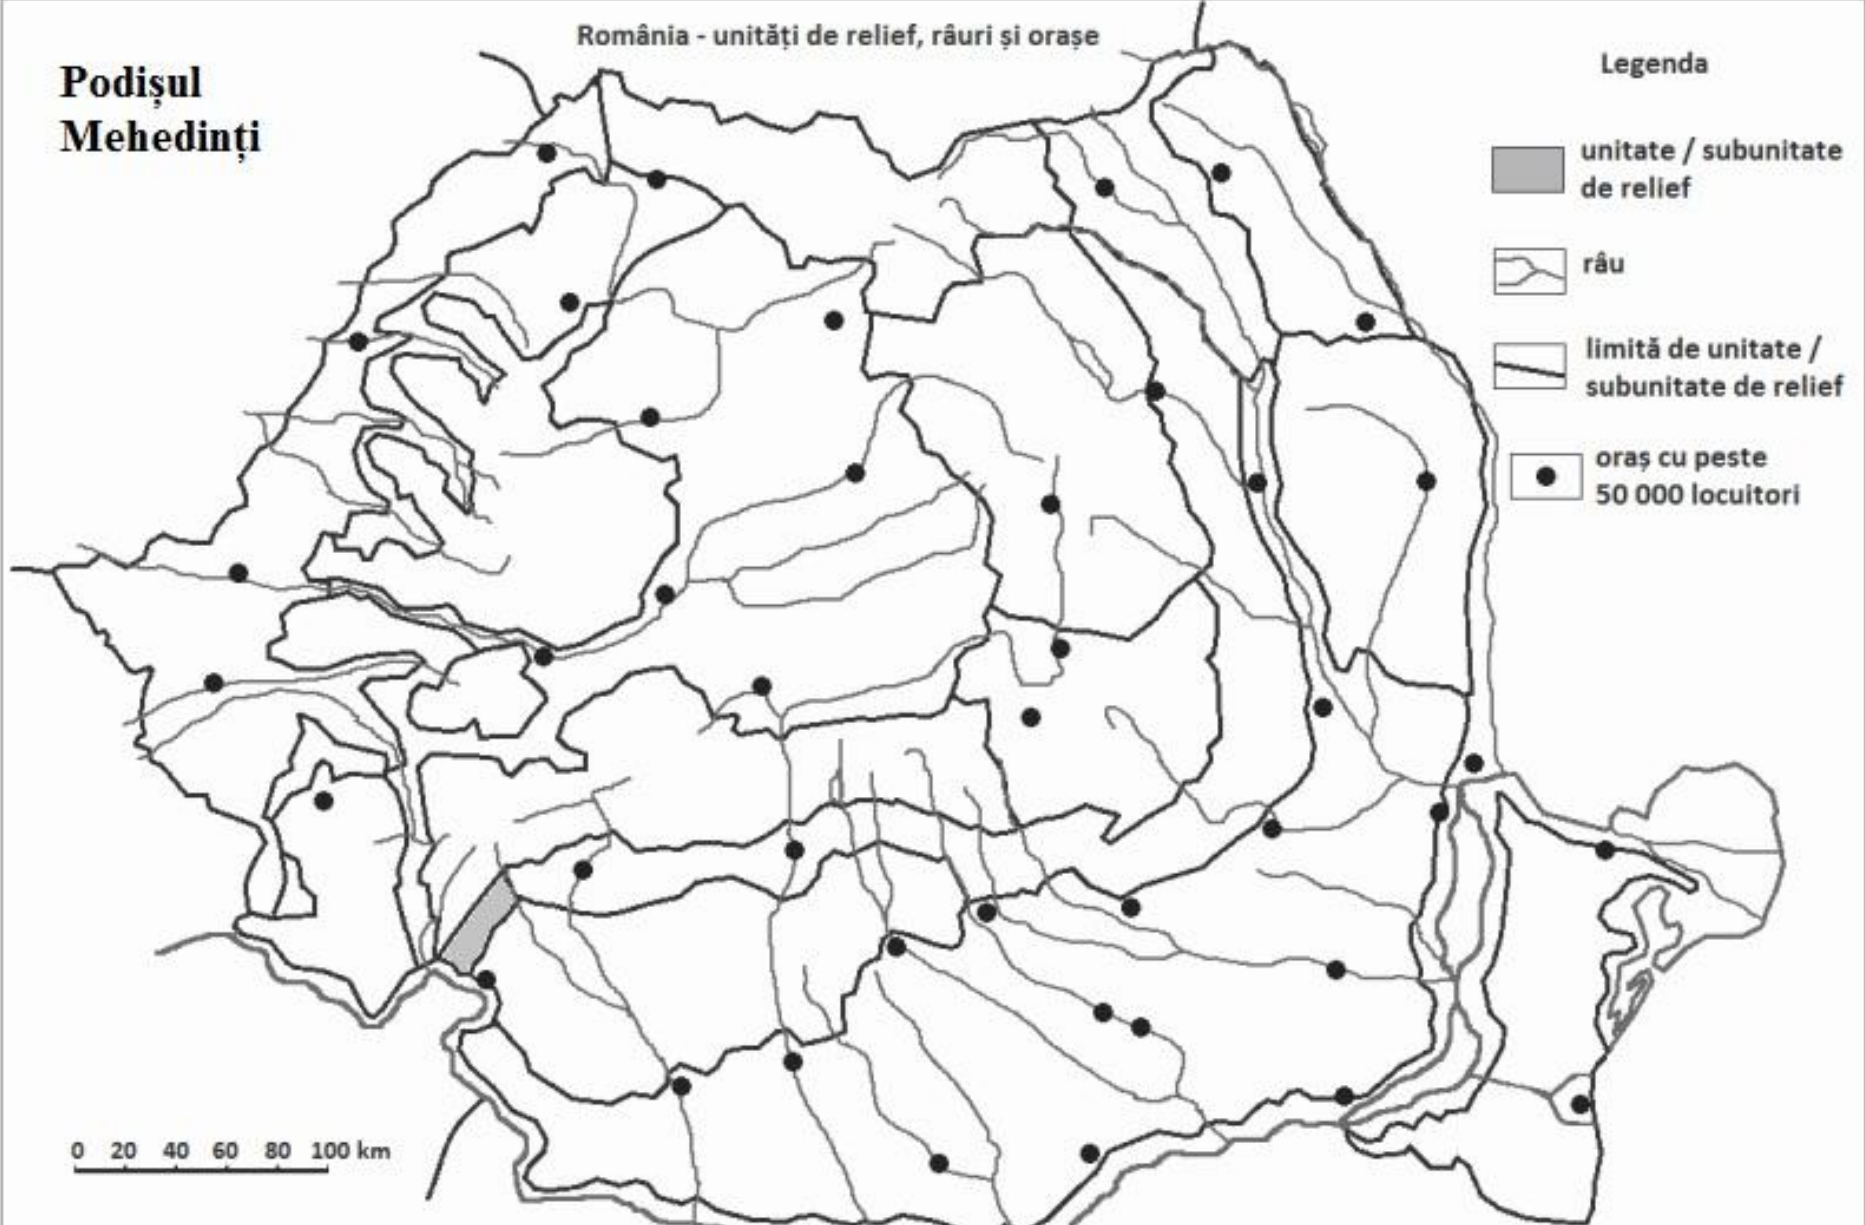 România - unități de relief, râuri și orașe
Podișul
Mehedinți
Legenda
unitate / subunitate
de relief
râu
limită de unitate /
subunitate de relief
oraș cu peste
50 000 locuitori
0 20 40 60 80 100 km